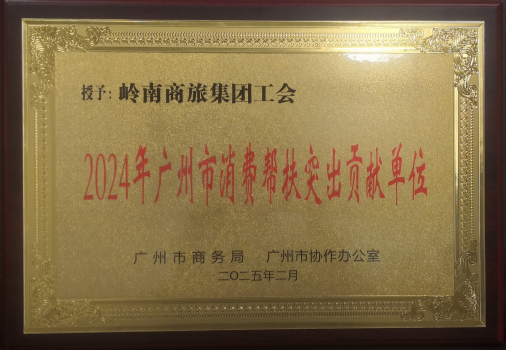 授予：岭南商旅集团工会
2024年广州市消费帮扶突出贡献单位
广州市商务局 广州市协作办公室
二〇二五年二月